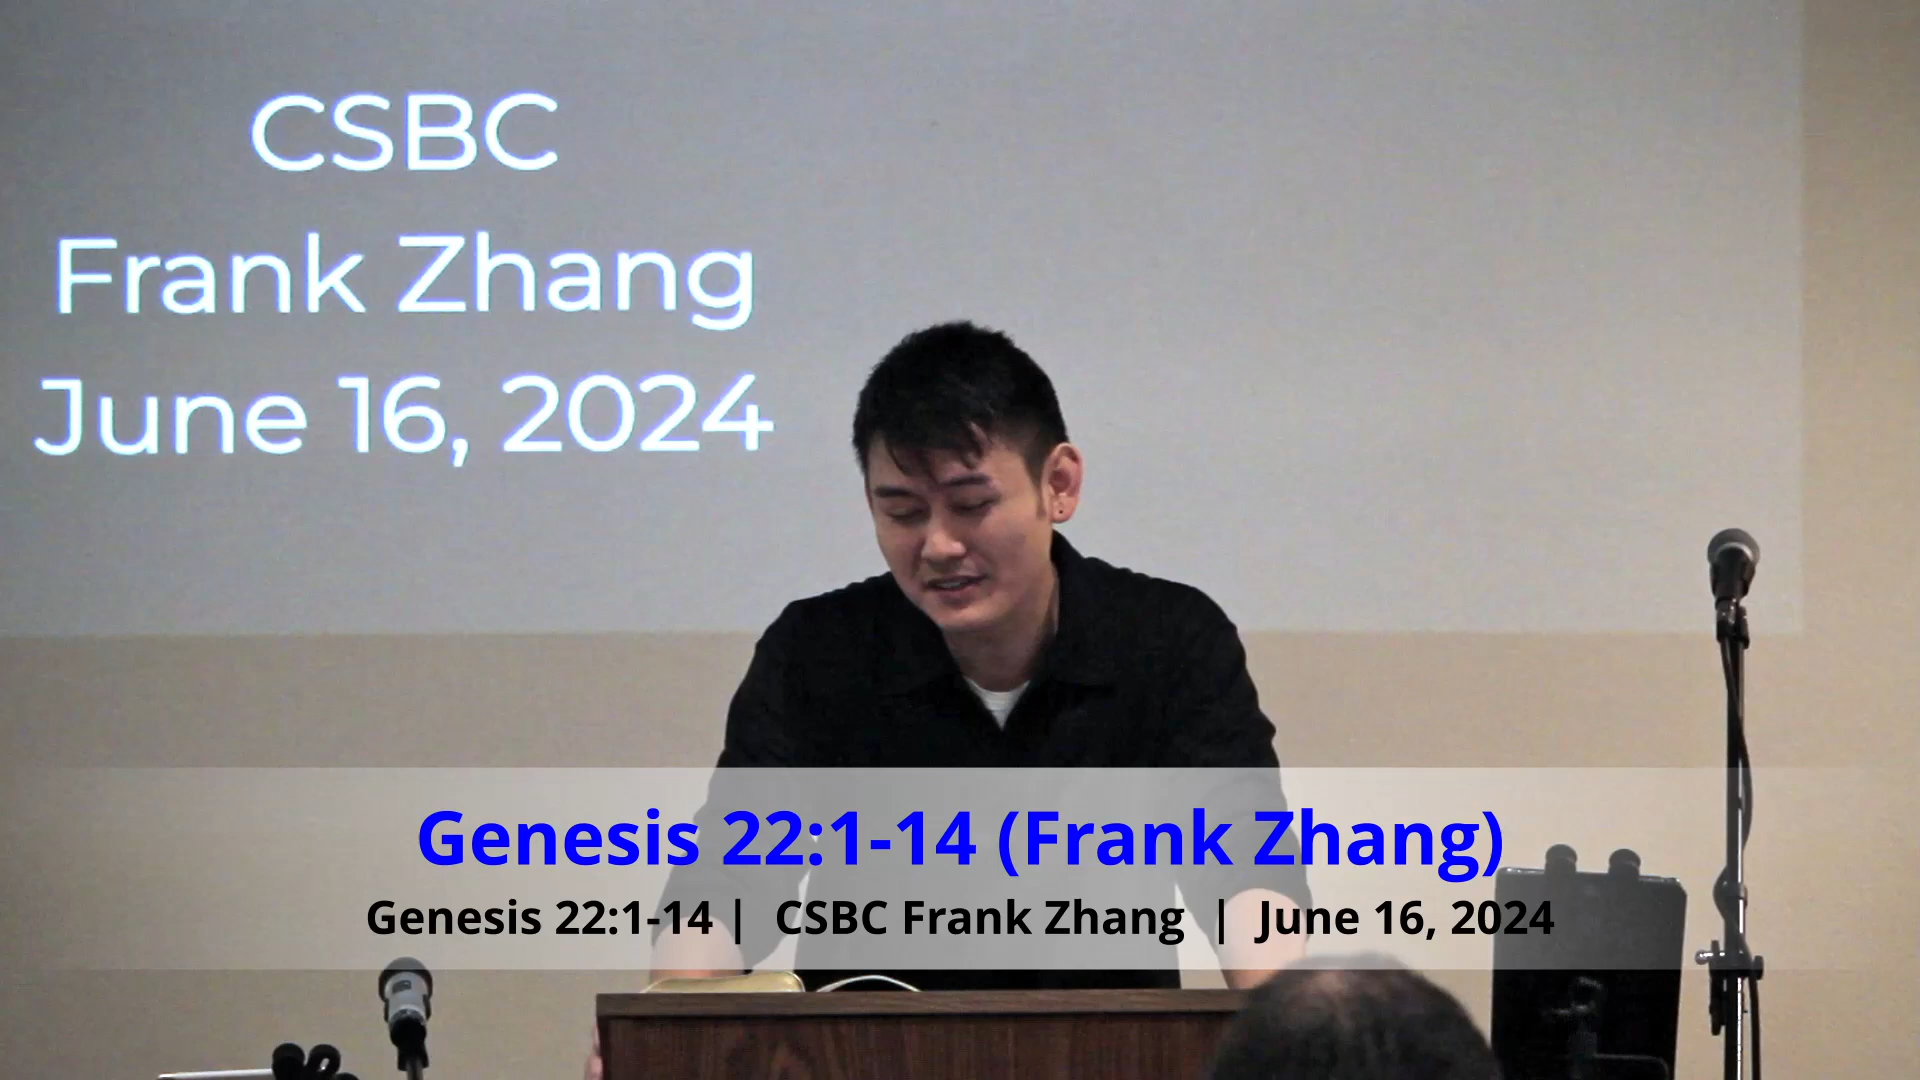 CSBC
Frank Zhang
June 16, 2024
Genesis 22:1-14 (Frank Zhang)
Genesis 22:1-14 | CSBC Frank Zhang | June 16, 2024